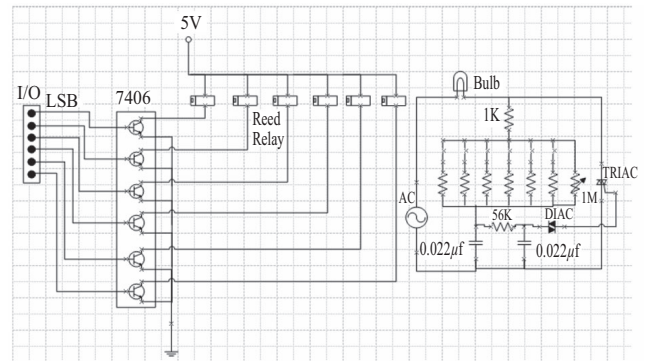 5V
I/O
LSB
7406
Reed
Relay
Bulb
1K
AC
TRIAC
1M
56K
DIAC
0.022μf
0.022μf